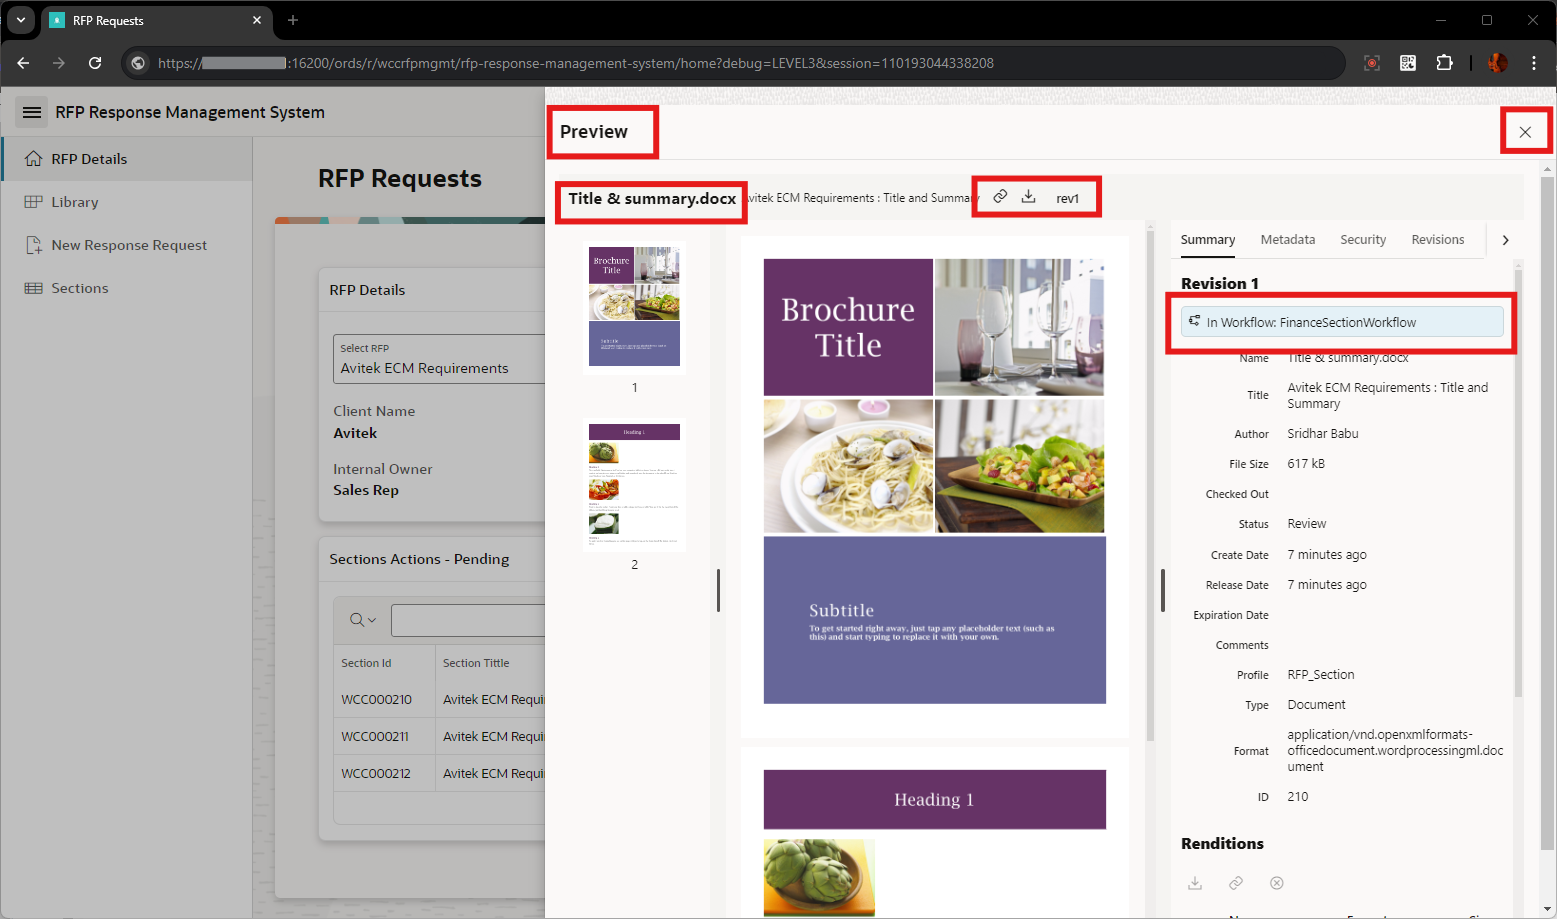 RFP Requests
https://
:16200/ords/r/wccrfpmgmt/rfp-response-management-system/home?debug=LEVEL3&session=110193044338208
RFP Response Management System
RFP Details
Library
New Response Request
Sections
RFP Requests
RFP Details
Select RFP
Avitek ECM Requirements
Client Name
Avitek
Internal Owner
Sales Rep
Sections Actions - Pending
Section Id
Section Tittle
WCC000210
Avitek ECM Requi
WCC000211
Avitek ECM Requi
WCC000212
Avitek ECM Requi
Preview
Title & summary.docx
Avitek ECM Requirements : Title and Summary
rev1
Brochure
Title
Subtitle
1
Heading 1
2
Brochure
Title
Subtitle
To get started right away, just tap any placeholder text (such as
this) and start typing to replace it with your own.
Heading 1
Summary
Metadata
Security
Revisions
Revision 1
In Workflow: FinanceSectionWorkflow
Name
Title & summary.docx
Title
Avitek ECM Requirements : Title and
Summary
Author
Sridhar Babu
File Size
617 kB
Checked Out
Status
Review
Create Date
7 minutes ago
Release Date
7 minutes ago
Expiration Date
Comments
Profile
RFP_Section
Type
Document
Format
application/vnd.openxmlformats-
officedocument.wordprocessingml.doc
ument
ID
210
Renditions